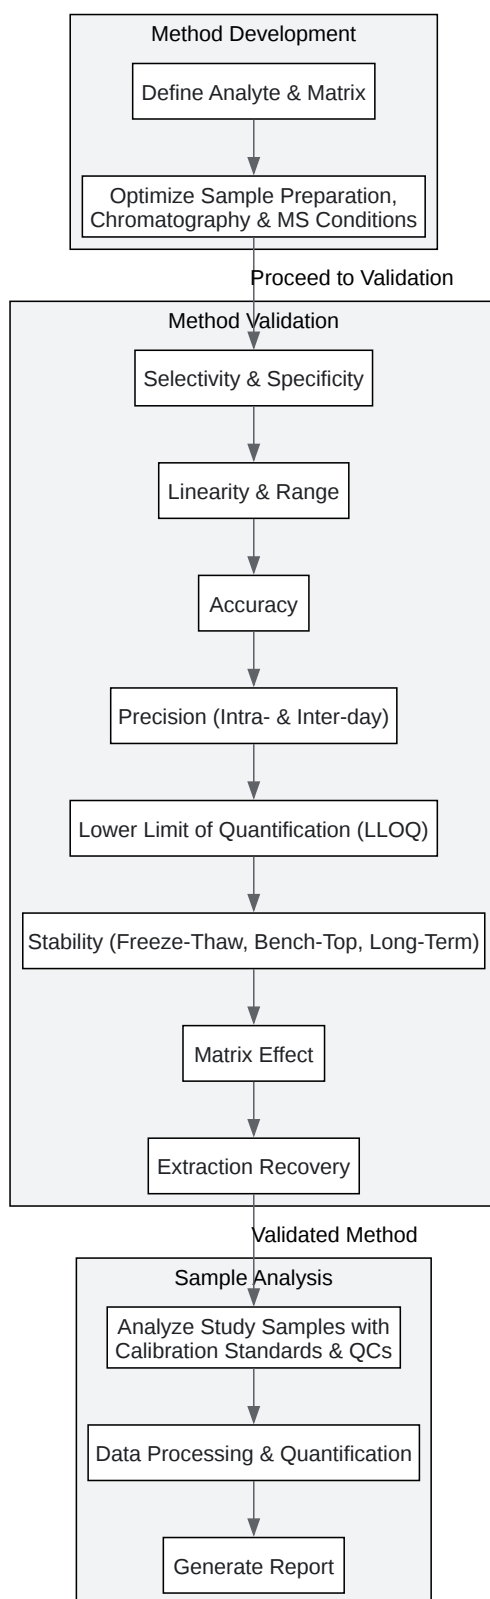 Method Development
Define Analyte & Matrix
Optimize Sample Preparation,
Chromatography & MS Conditions
Proceed to Validation
Method Validation
Selectivity & Specificity
Linearity & Range
Accuracy
Precision (Intra- & Inter-day)
Lower Limit of Quantification (LLOQ)
Stability (Freeze-Thaw, Bench-Top, Long-Term)
Matrix Effect
Extraction Recovery
Validated Method
Sample Analysis
Analyze Study Samples with
Calibration Standards & QCs
Data Processing & Quantification
Generate Report